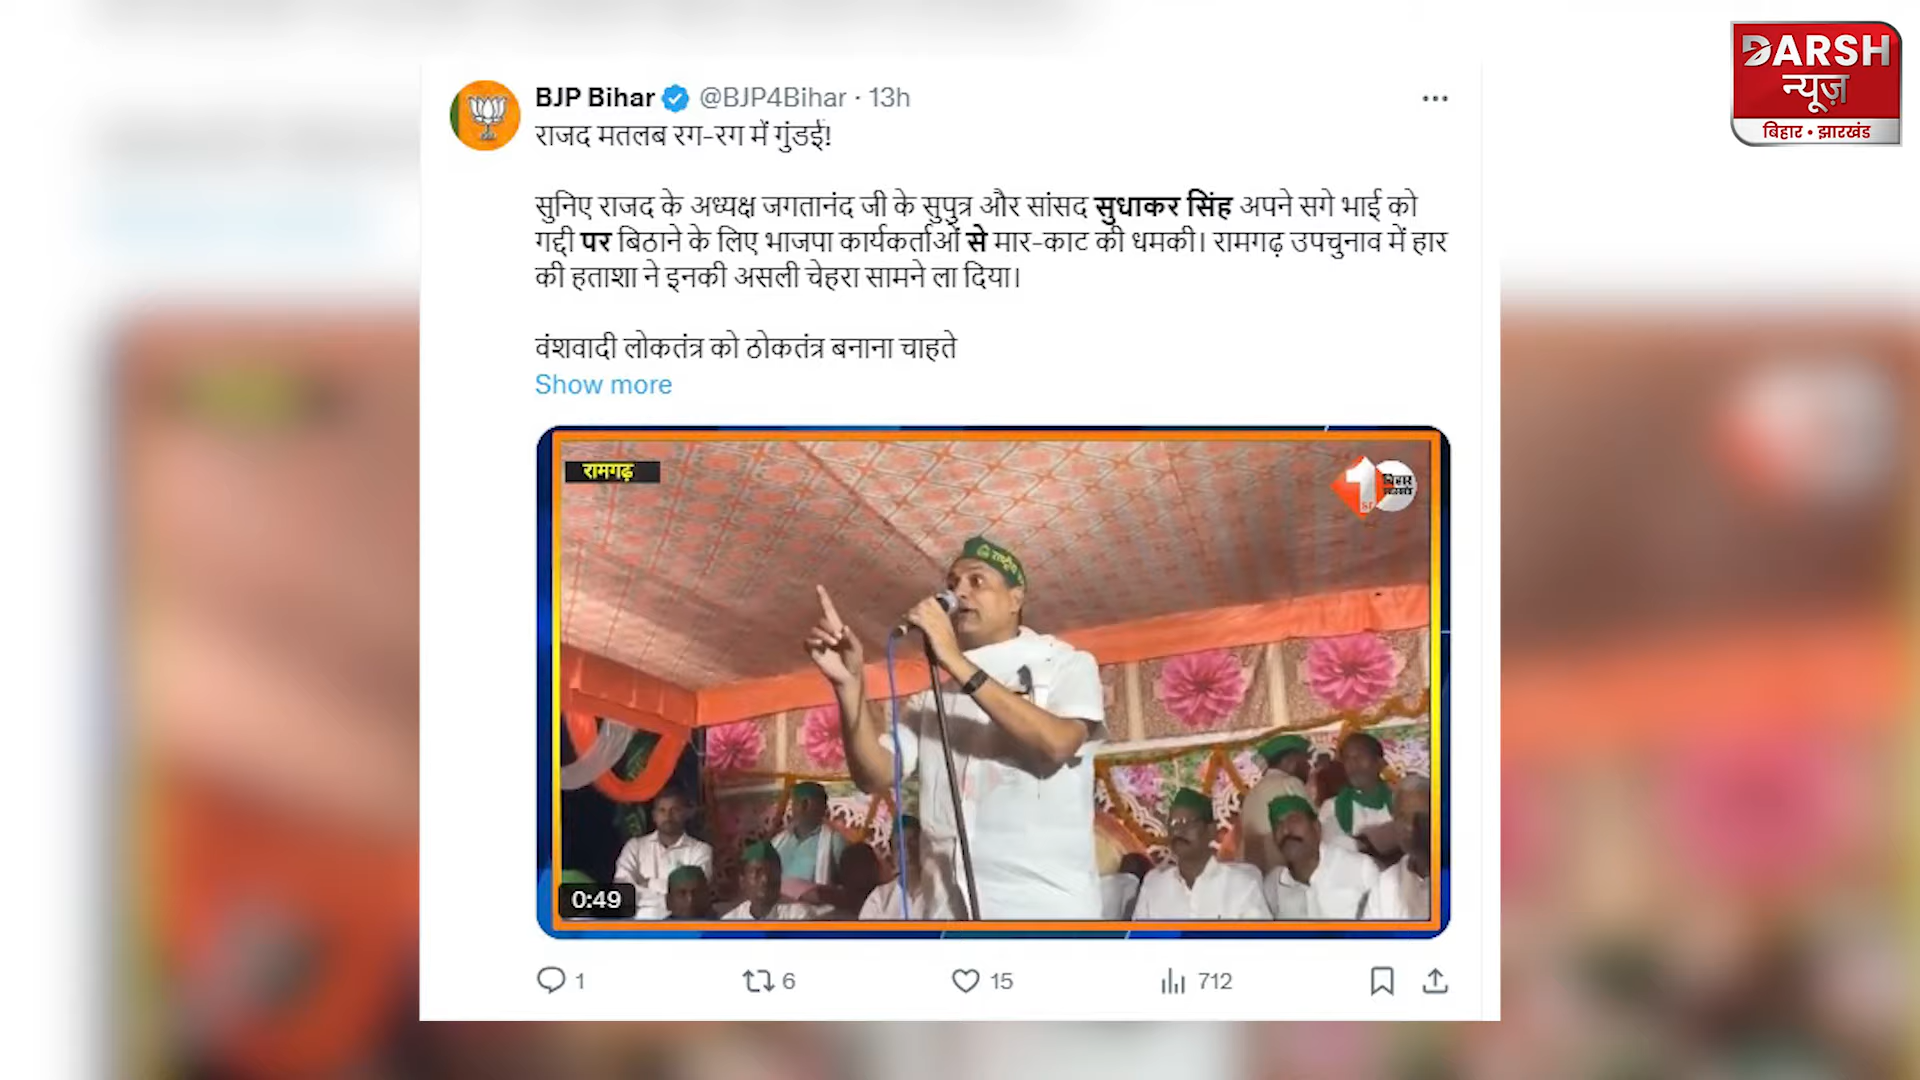 DARSH
न्यूज़
बिहार • झारखंड
BJP Bihar @BJP4Bihar · 13h
राजद मतलब रग-रग में गुंडई!
सुनिए राजद के अध्यक्ष जगतानंद जी के सुपुत्र और सांसद सुधाकर सिंह अपने सगे भाई को
गद्दी पर बिठाने के लिए भाजपा कार्यकर्ताओं से मार-काट की धमकी। रामगढ़ उपचुनाव में हार
की हताशा ने इनकी असली चेहरा सामने ला दिया।
वंशवादी लोकतंत्र को ठोकतंत्र बनाना चाहते
Show more
रामगढ़
1
बिहार
0:49
1
6
15
712